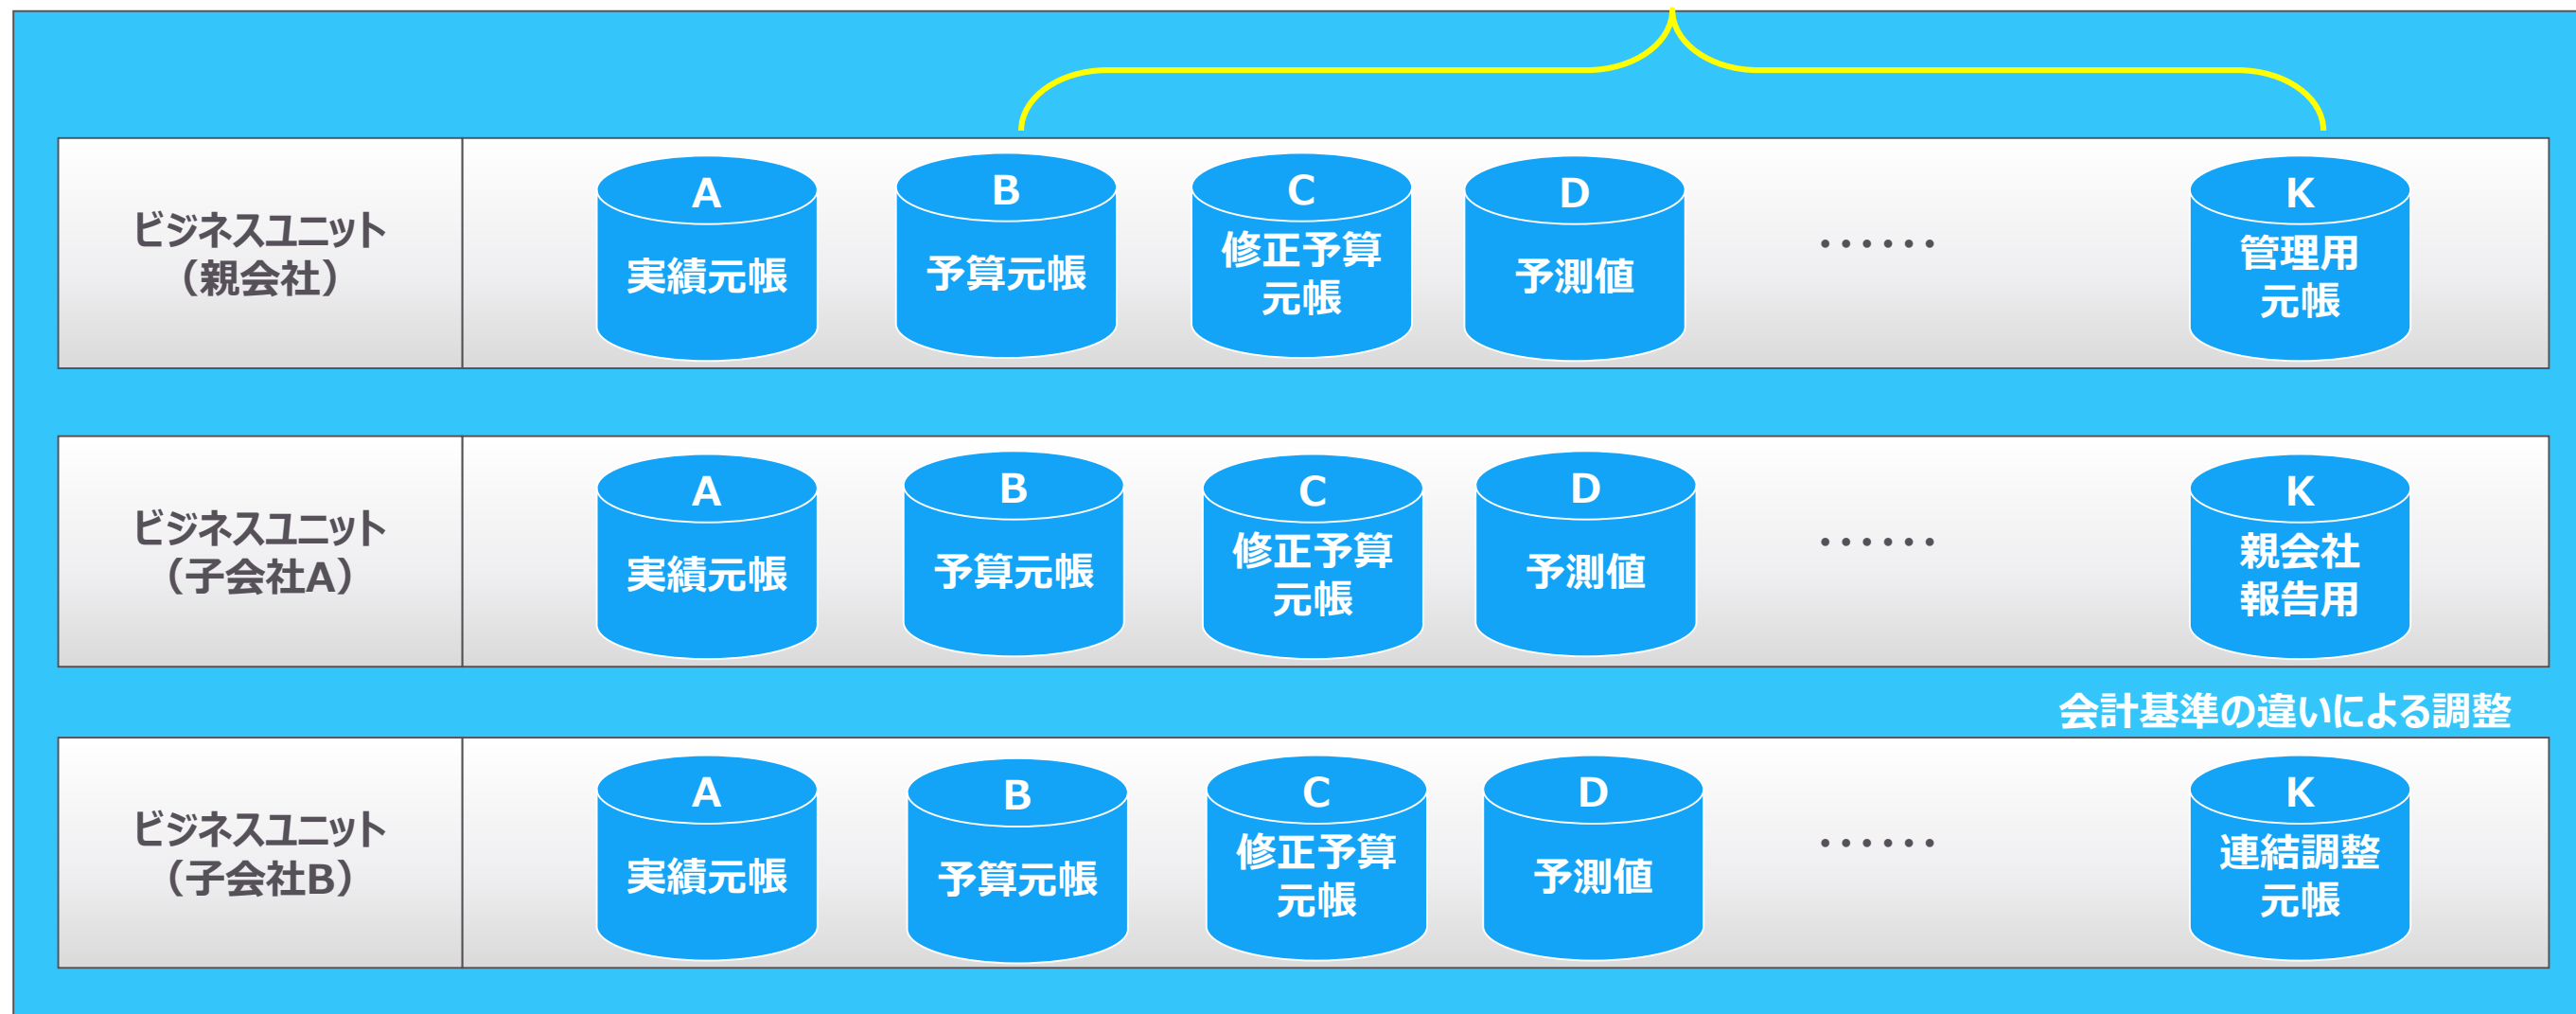 ビジネスユニット
（親会社）
A
実績元帳
B
予算元帳
C
修正予算
元帳
D
予測値
・・・・・・
K
管理用
元帳
ビジネスユニット
（子会社A）
A
実績元帳
B
予算元帳
C
修正予算
元帳
D
予測値
・・・・・・
K
親会社
報告用
会計基準の違いによる調整
ビジネスユニット
（子会社B）
A
実績元帳
B
予算元帳
C
修正予算
元帳
D
予測値
・・・・・・
K
連結調整
元帳